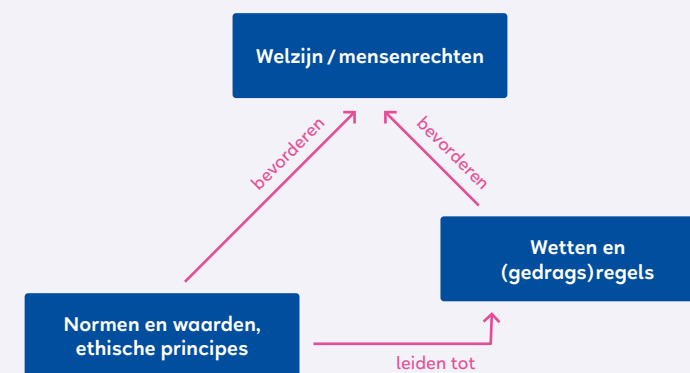 Welzijn / mensenrechten
bevorderen
bevorderen
Wetten en
(gedrags)regels
Normen en waarden,
ethische principes
leiden tot